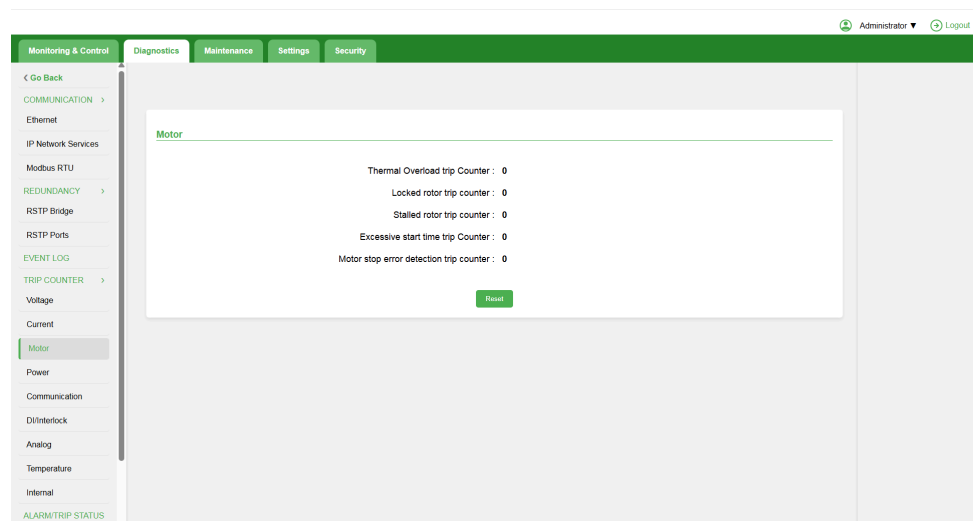 Administrator ▼ Logout
Monitoring & Control Diagnostics Maintenance Settings Security
Go Back
COMMUNICATION
Ethernet
IP Network Services
Modbus RTU
REDUNDANCY
RSTP Bridge
RSTP Ports
EVENT LOG
TRIP COUNTER
Voltage
Current
Motor
Power
Communication
DI/Interlock
Analog
Temperature
Internal
ALARM/TRIP STATUS
Motor
Thermal Overload trip Counter : 0
Locked rotor trip counter : 0
Stalled rotor trip counter : 0
Excessive start time trip Counter : 0
Motor stop error detection trip counter : 0
Reset